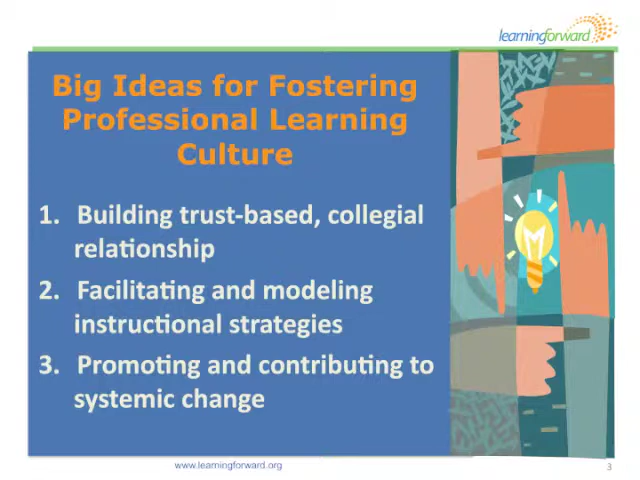 learningforward
Big Ideas for Fostering
Professional Learning
Culture
1. Building trust-based, collegial
relationship
2. Facilitating and modeling
instructional strategies
3. Promoting and contributing to
systemic change
www.learningforward.org
3